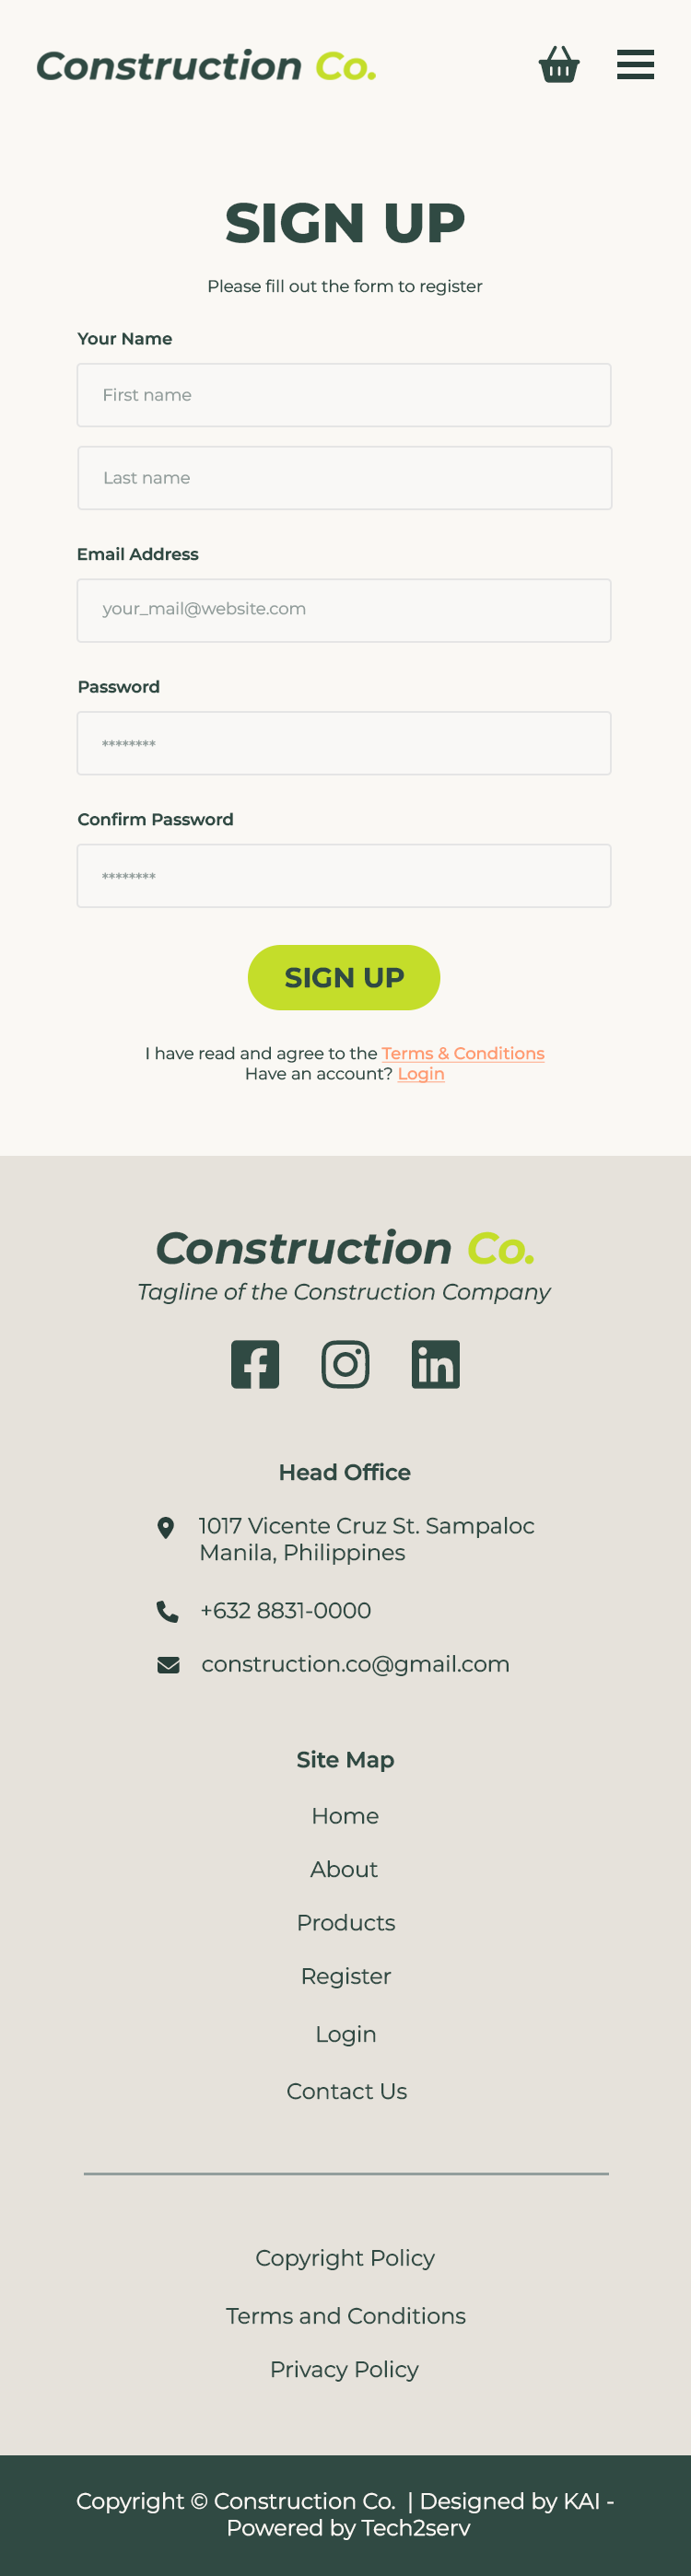 Construction Co.
SIGN UP
Please fill out the form to register
Your Name
First name
Last name
Email Address
your_mail@website.com
Password
********
Confirm Password
********
SIGN UP
I have read and agree to the Terms & Conditions
Have an account? Login
Construction Co.
Tagline of the Construction Company
Head Office
1017 Vicente Cruz St. Sampaloc
Manila, Philippines
+632 8831-0000
construction.co@gmail.com
Site Map
Home
About
Products
Register
Login
Contact Us
Copyright Policy
Terms and Conditions
Privacy Policy
Copyright © Construction Co. | Designed by KAI -
Powered by Tech2serv